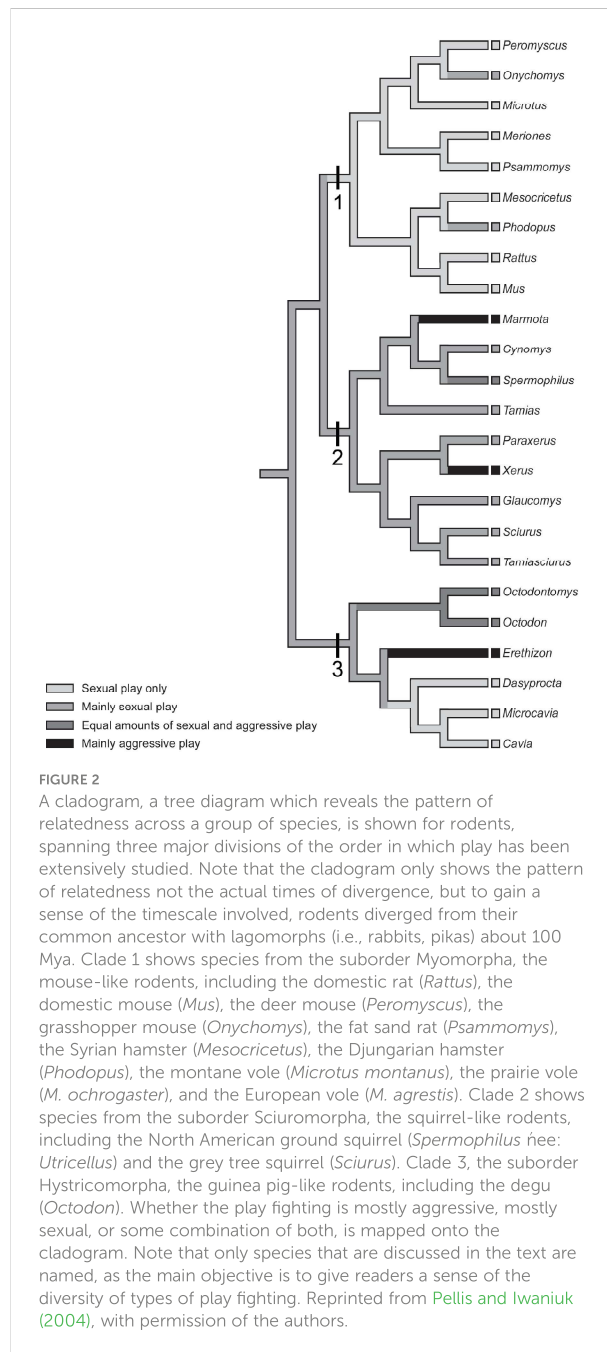 Peromyscus
Onychomys
Microtus
Meriones
Psammomys
Mesocricetus
Phodopus
Rattus
Mus
1
Marmota
Cynomys
Spermophilus
Tamias
Paraxerus
2
Xerus
Glaucomys
Sciurus
Tamiasciurus
Octodontomys
Octodon
3
Erethizon
Dasyprocta
Microcavia
Cavia
Sexual play only
Mainly sexual play
Equal amounts of sexual and aggressive play
Mainly aggressive play
FIGURE 2
A cladogram, a tree diagram which reveals the pattern of
relatedness across a group of species, is shown for rodents,
spanning three major divisions of the order in which play has been
extensively studied. Note that the cladogram only shows the pattern
of relatedness not the actual times of divergence, but to gain a
sense of the timescale involved, rodents diverged from their
common ancestor with lagomorphs (i.e., rabbits, pikas) about 100
Mya. Clade 1 shows species from the suborder Myomorpha, the
mouse-like rodents, including the domestic rat (Rattus), the
domestic mouse (Mus), the deer mouse (Peromyscus), the
grasshopper mouse (Onychomys), the fat sand rat (Psammomys),
the Syrian hamster (Mesocricetus), the Djungarian hamster
(Phodopus), the montane vole (Microtus montanus), the prairie vole
(M. ochrogaster), and the European vole (M. agrestis). Clade 2 shows
species from the suborder Sciuromorpha, the squirrel-like rodents,
including the North American ground squirrel (Spermophilus ńee:
Utricellus) and the grey tree squirrel (Sciurus). Clade 3, the suborder
Hystricomorpha, the guinea pig-like rodents, including the degu
(Octodon). Whether the play fighting is mostly aggressive, mostly
sexual, or some combination of both, is mapped onto the
cladogram. Note that only species that are discussed in the text are
named, as the main objective is to give readers a sense of the
diversity of types of play fighting. Reprinted from Pellis and Iwaniuk
(2004), with permission of the authors.